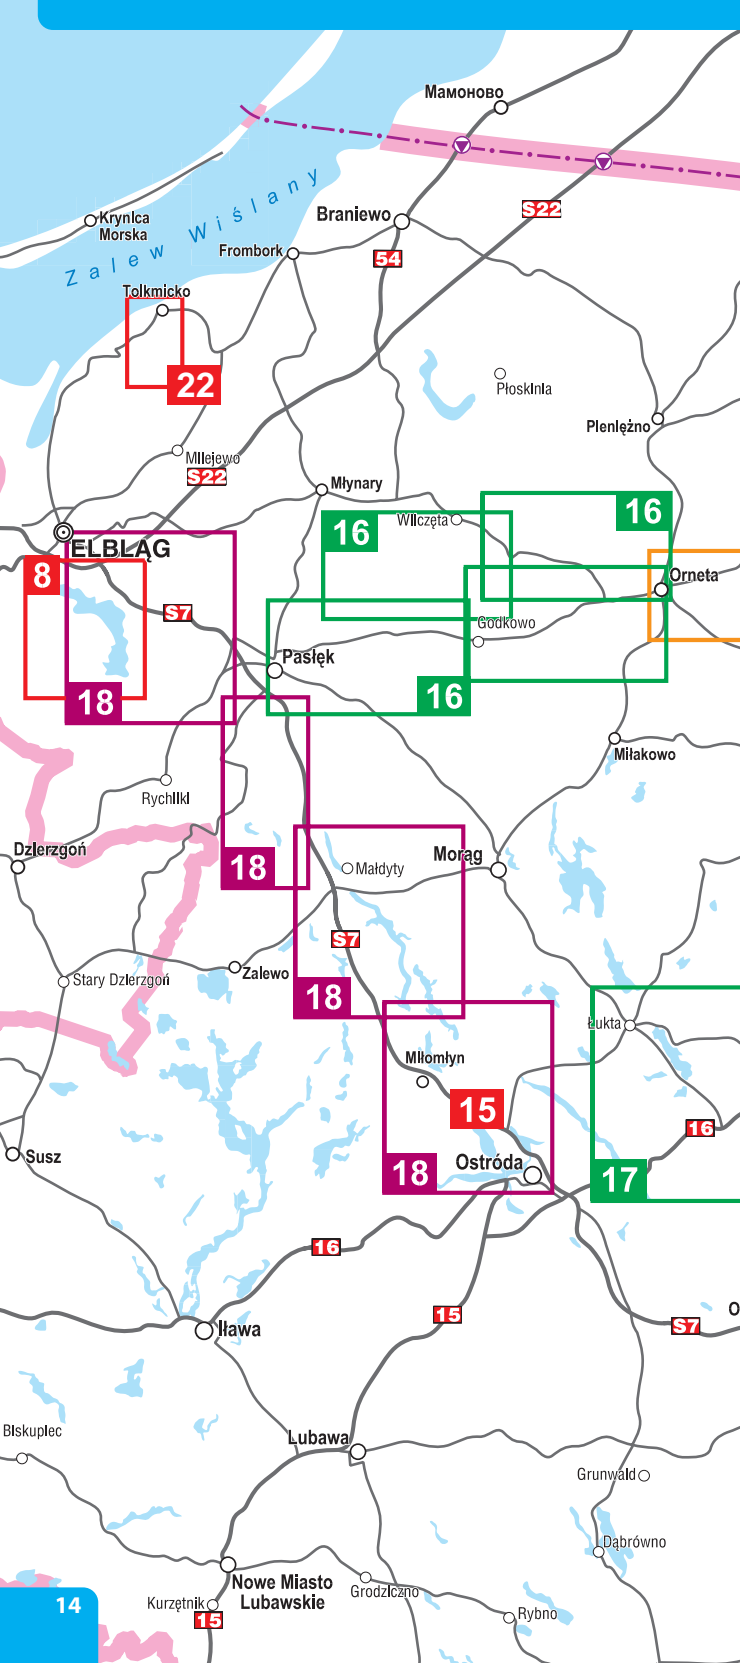 Мамоново
S22
Krynica
Morska
Braniewo
Zalew Wiślany
Frombork
54
Tolkmicko
22
Płoskinia
Pieniężno
Milejewo
S22
Młynary
16
Wilczęta
16
ELBLĄG
8
Orneta
S7
Godkowo
Pasłęk
18
16
Miłakowo
Rychliki
Dzierzgoń
18
Małdyty
Morąg
S7
Zalewo
Stary Dzierzgoń
18
Łukta
Miłomłyn
15
16
Susz
18
Ostróda
17
16
O
15
S7
Iława
Biskupiec
Lubawa
Grunwald
Dąbrówno
Nowe Miasto
Lubawskie
Grodziczno
14
Kurzętnik
15
Rybno